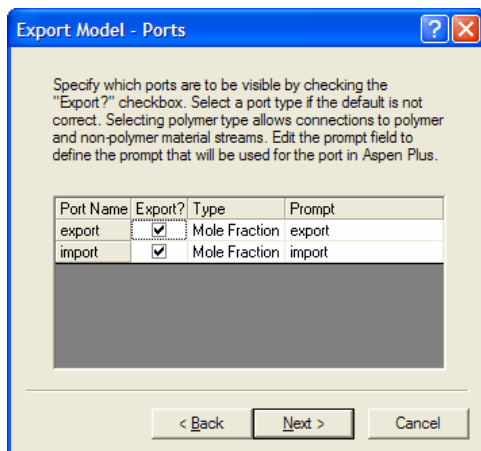 Export Model - Ports
Specify which ports are to be visible by checking the
"Export?" checkbox. Select a port type if the default is not
correct. Selecting polymer type allows connections to polymer
and non-polymer material streams. Edit the prompt field to
define the prompt that will be used for the port in Aspen Plus.
Port Name Export? Type Prompt
export Mole Fraction export
import Mole Fraction import
< Back Next > Cancel